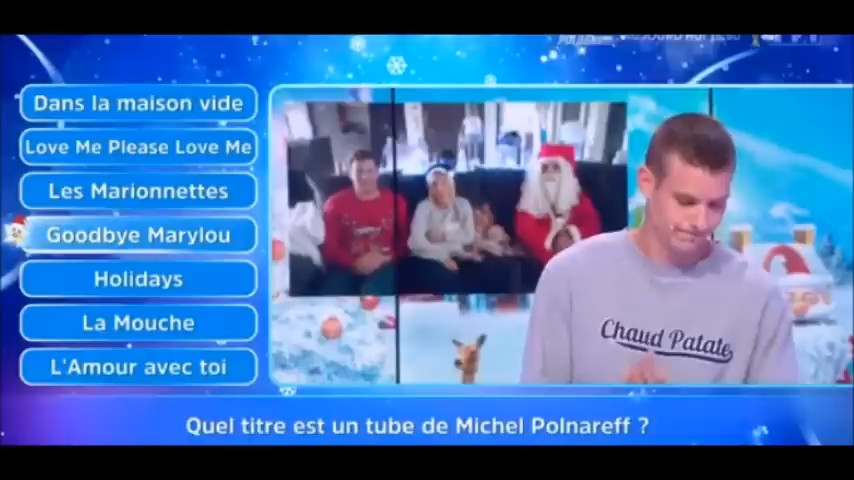 Dans la maison vide
Love Me Please Love Me
Les Marionnettes
Goodbye Marylou
Holidays
La Mouche
L'Amour avec toi
Chaud Patate
Quel titre est un tube de Michel Polnareff ?